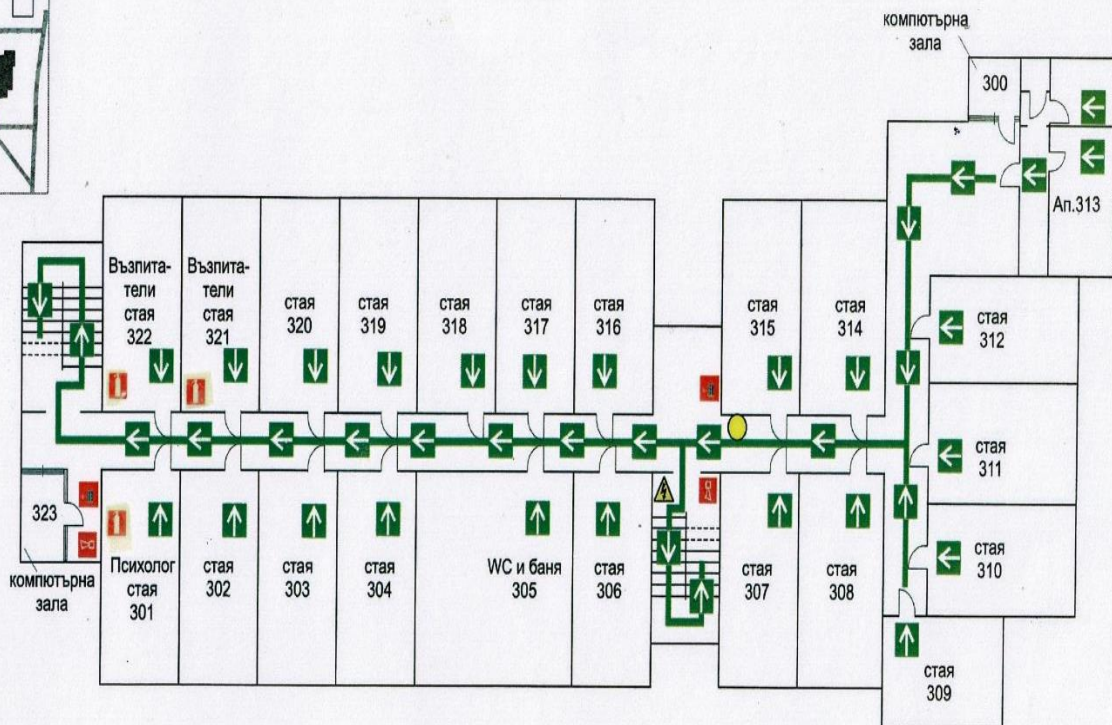 компютърна
зала
300
Ап.313
Възпита-
тели
стая
322
Възпита-
тели
стая
321
стая
320
стая
319
стая
318
стая
317
стая
316
стая
315
стая
314
стая
312
стая
311
стая
310
стая
309
323
компютърна
зала
Психолог
стая
301
стая
302
стая
303
стая
304
WC и баня
305
стая
306
стая
307
стая
308